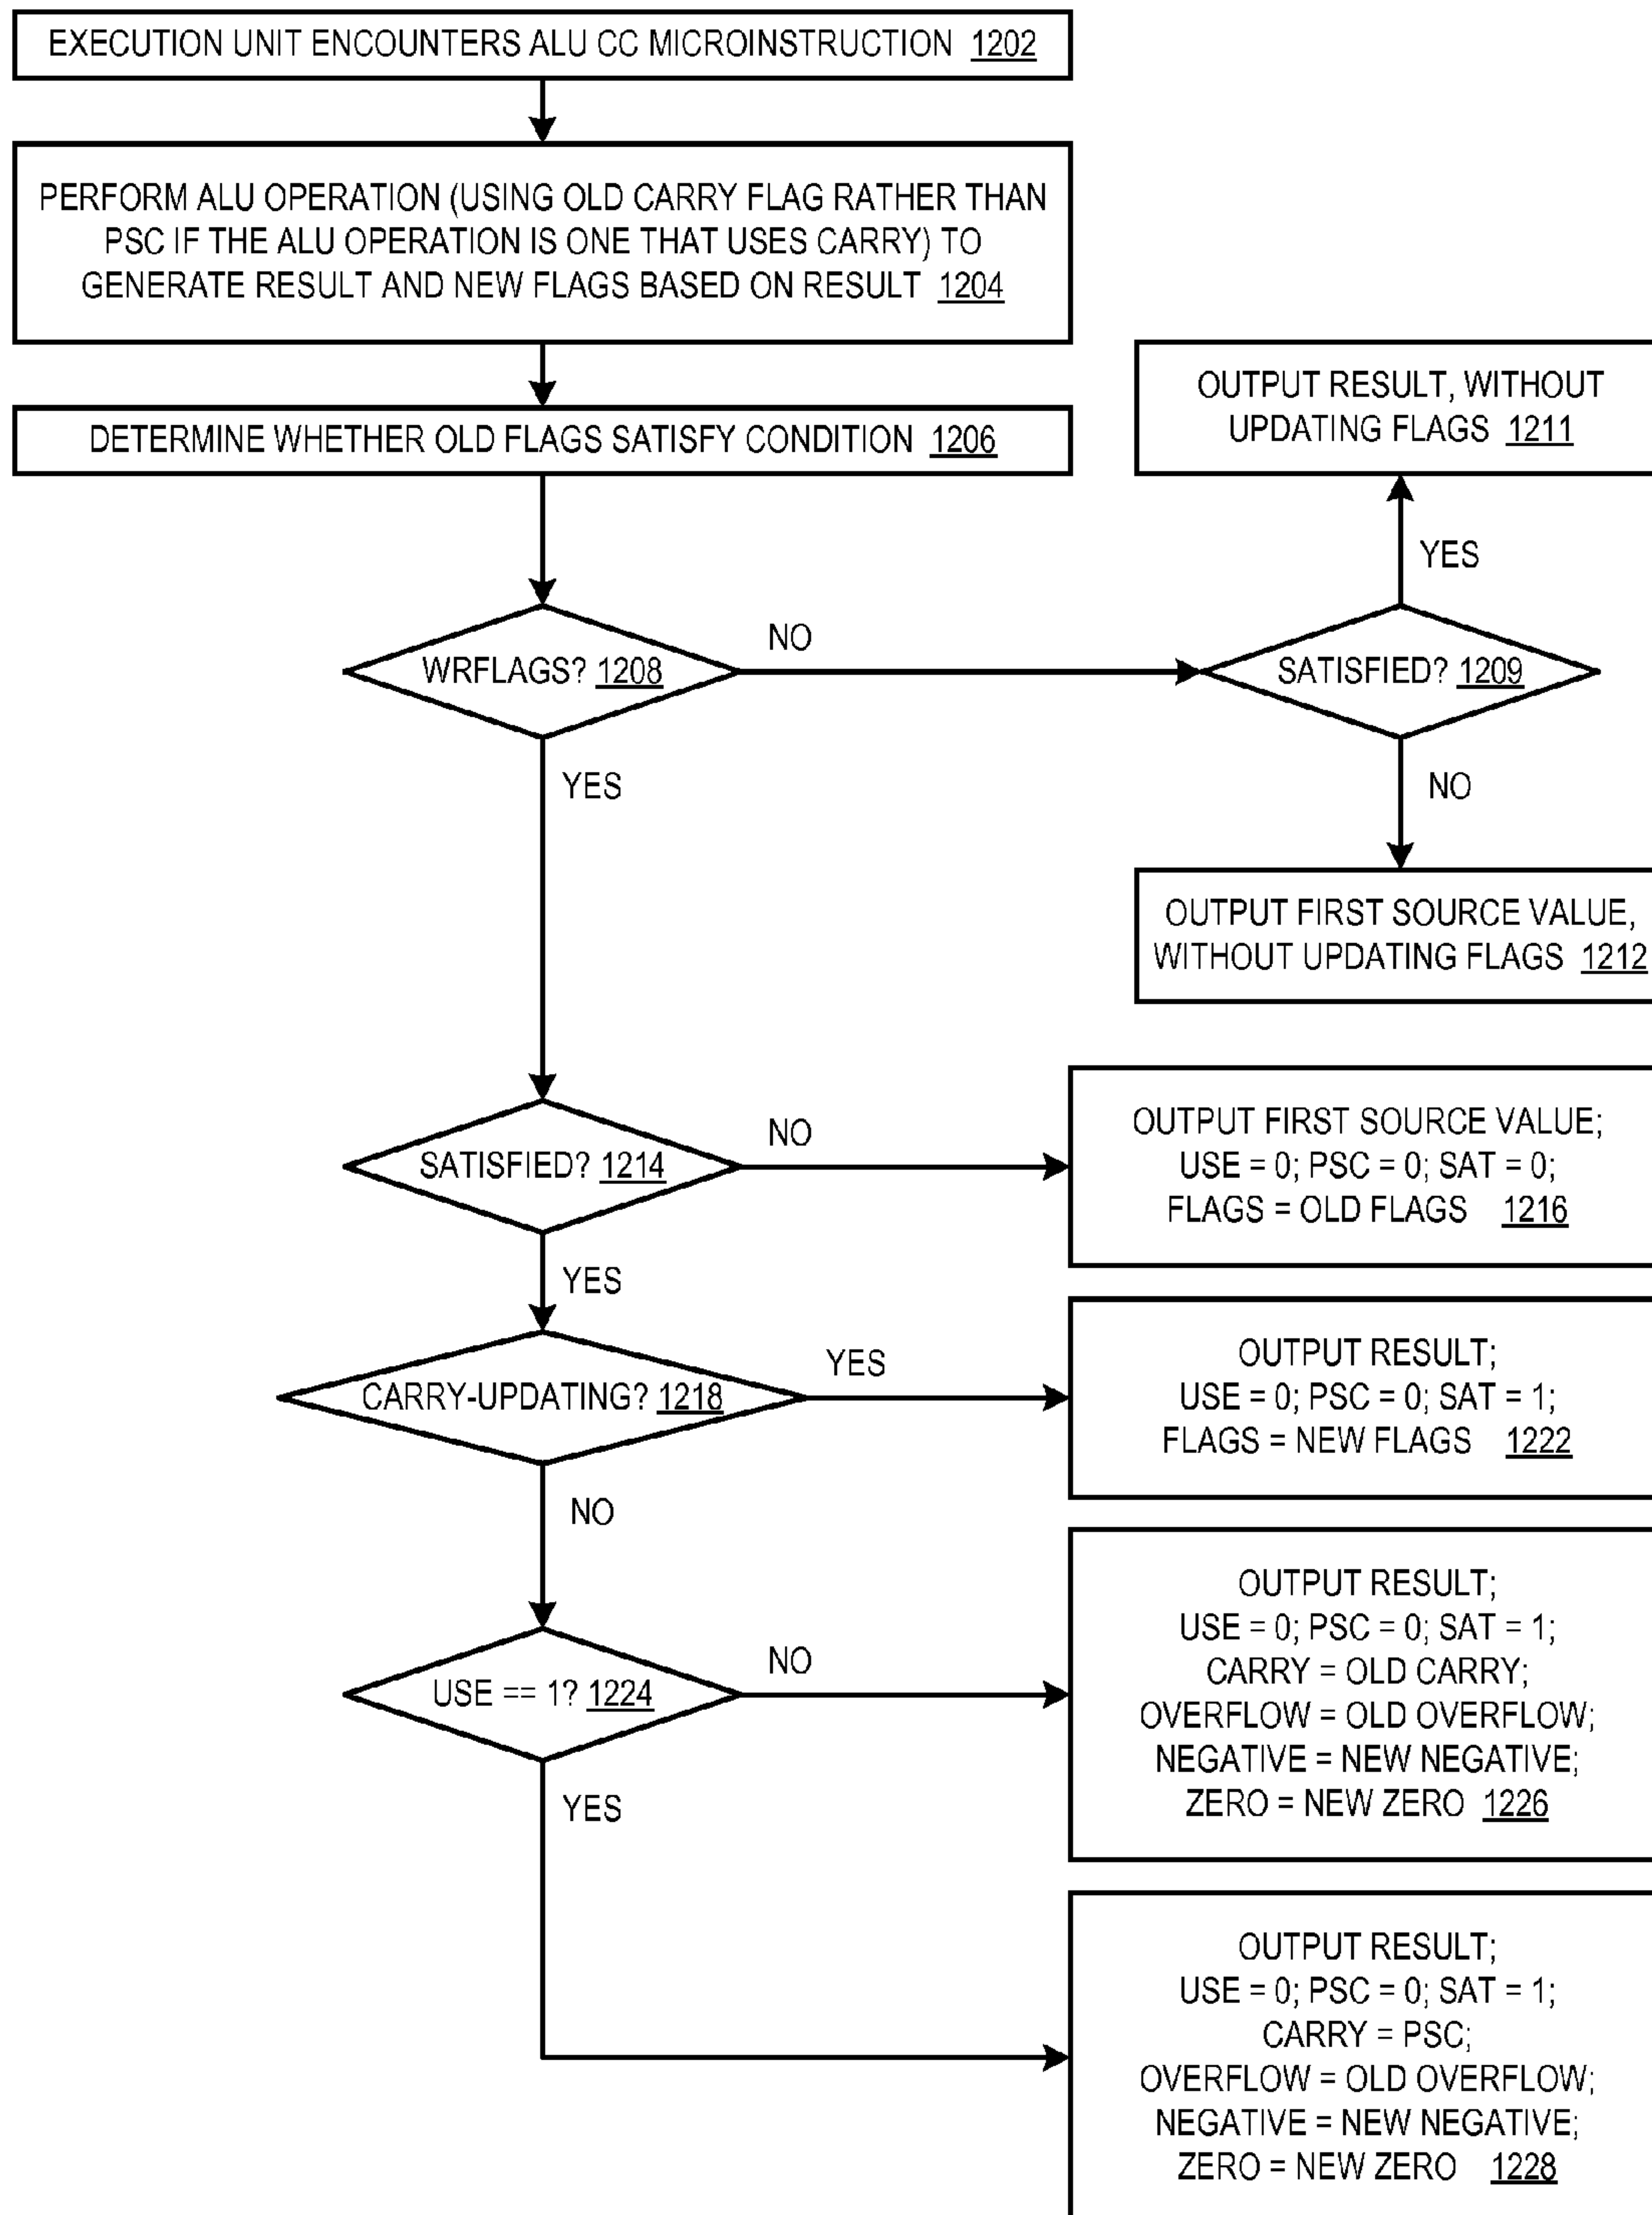 EXECUTION UNIT ENCOUNTERS ALU CC MICROINSTRUCTION 1202
PERFORM ALU OPERATION (USING OLD CARRY FLAG RATHER THAN
PSC IF THE ALU OPERATION IS ONE THAT USES CARRY) TO
GENERATE RESULT AND NEW FLAGS BASED ON RESULT 1204
DETERMINE WHETHER OLD FLAGS SATISFY CONDITION 1206
OUTPUT RESULT, WITHOUT
UPDATING FLAGS 1211
YES
WRFLAGS? 1208
NO
SATISFIED? 1209
YES
NO
OUTPUT FIRST SOURCE VALUE,
WITHOUT UPDATING FLAGS 1212
SATISFIED? 1214
NO
OUTPUT FIRST SOURCE VALUE;
USE = 0; PSC = 0; SAT = 0;
FLAGS = OLD FLAGS 1216
YES
CARRY-UPDATING? 1218
YES
OUTPUT RESULT;
USE = 0; PSC = 0; SAT = 1;
FLAGS = NEW FLAGS 1222
NO
USE == 1? 1224
NO
OUTPUT RESULT;
USE = 0; PSC = 0; SAT = 1;
CARRY = OLD CARRY;
OVERFLOW = OLD OVERFLOW;
NEGATIVE = NEW NEGATIVE;
ZERO = NEW ZERO 1226
YES
OUTPUT RESULT;
USE = 0; PSC = 0; SAT = 1;
CARRY = PSC;
OVERFLOW = OLD OVERFLOW;
NEGATIVE = NEW NEGATIVE;
ZERO = NEW ZERO 1228